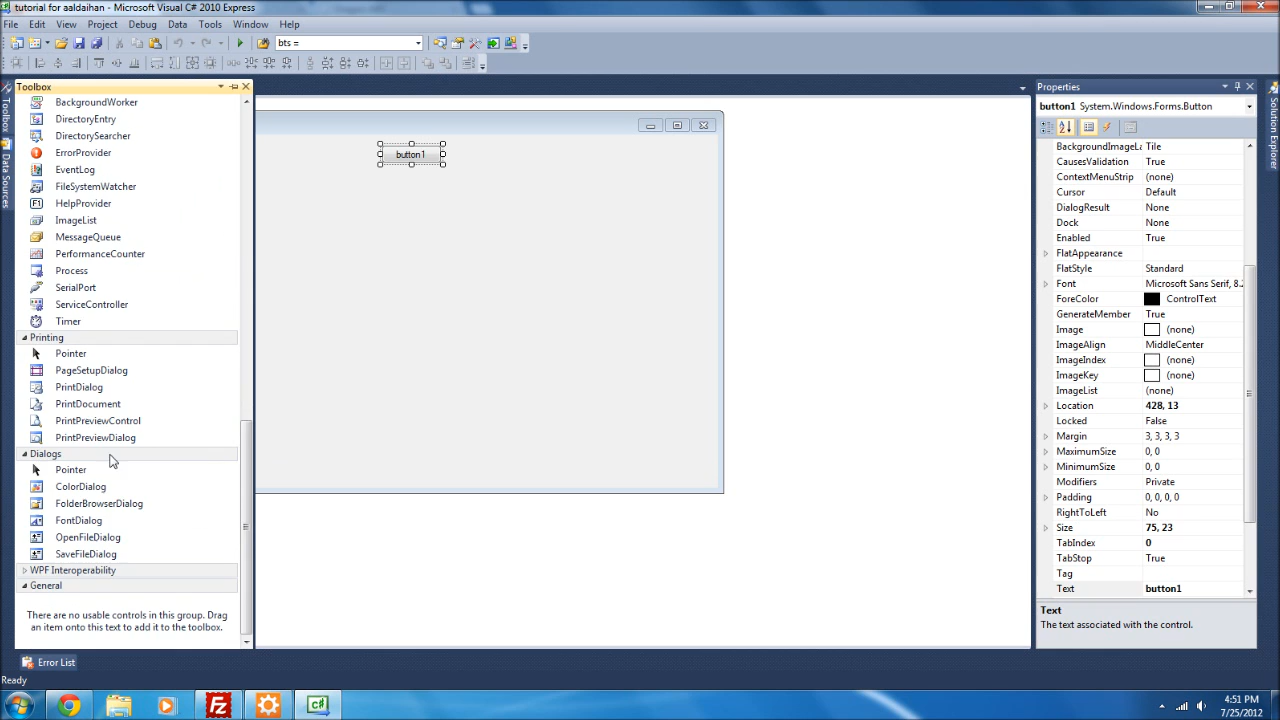 tutorial for aaldaihan - Microsoft Visual C# 2010 Express
File Edit View Project Debug Data Tools Window Help
bts =
Toolbox
Toolbox
Data Sources
BackgroundWorker
DirectoryEntry
DirectorySearcher
ErrorProvider
EventLog
FileSystemWatcher
HelpProvider
ImageList
MessageQueue
PerformanceCounter
Process
SerialPort
ServiceController
Timer
Printing
Pointer
PageSetupDialog
PrintDialog
PrintDocument
PrintPreviewControl
PrintPreviewDialog
Dialogs
Pointer
ColorDialog
FolderBrowserDialog
FontDialog
OpenFileDialog
SaveFileDialog
WPF Interoperability
General
There are no usable controls in this group. Drag
an item onto this text to add it to the toolbox.
button1
Properties
button1 System.Windows.Forms.Button
BackgroundImageLa Tile
CausesValidation True
ContextMenuStrip (none)
Cursor Default
DialogResult None
Dock None
Enabled True
FlatAppearance
FlatStyle Standard
Font Microsoft Sans Serif, 8.2
ForeColor ControlText
GenerateMember True
Image (none)
ImageAlign MiddleCenter
ImageIndex (none)
ImageKey (none)
ImageList (none)
Location 428, 13
Locked False
Margin 3, 3, 3, 3
MaximumSize 0, 0
MinimumSize 0, 0
Modifiers Private
Padding 0, 0, 0, 0
RightToLeft No
Size 75, 23
TabIndex 0
TabStop True
Tag
Text button1
Text
The text associated with the control.
Solution Explorer
Error List
Ready
4:51 PM
7/25/2012